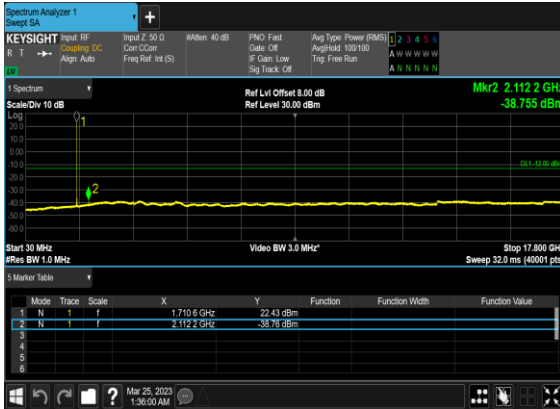 Spectrum Analyzer 1
Swept SA
+
KEYSIGHT Input: RF Input Z: 50 Ω #Atten: 40 dB PNO: Fast Avg Type: Power (RMS) 1 2 3 4 5 6
R T Coupling: DC Corr CCorr Gate: Off Avg|Hold: 100/100 A W W W W W
Align: Auto Freq Ref: Int (S) IF Gain: Low Trig: Free Run
Sig Track: Off A N N N N N
1 Spectrum Ref Lvl Offset 8.00 dB Mkr2 2.112 2 GHz
Scale/Div 10 dB Ref Level 30.00 dBm -38.755 dBm
Log
20.0
10.0
0.00
-10.0
-20.0
-30.0
-40.0
-50.0
-60.0
1
DL1 -13.00 dBm
2
Start 30 MHz Video BW 3.0 MHz* Stop 17.800 GHz
#Res BW 1.0 MHz Sweep 32.0 ms (40001 pts)
5 Marker Table
Mode Trace Scale X Y Function Function Width Function Value
1 N 1 f 1.710 6 GHz 22.43 dBm
2 N 1 f 2.112 2 GHz -38.76 dBm
3
4
5
6
? Mar 25, 2023
1:36:00 AM